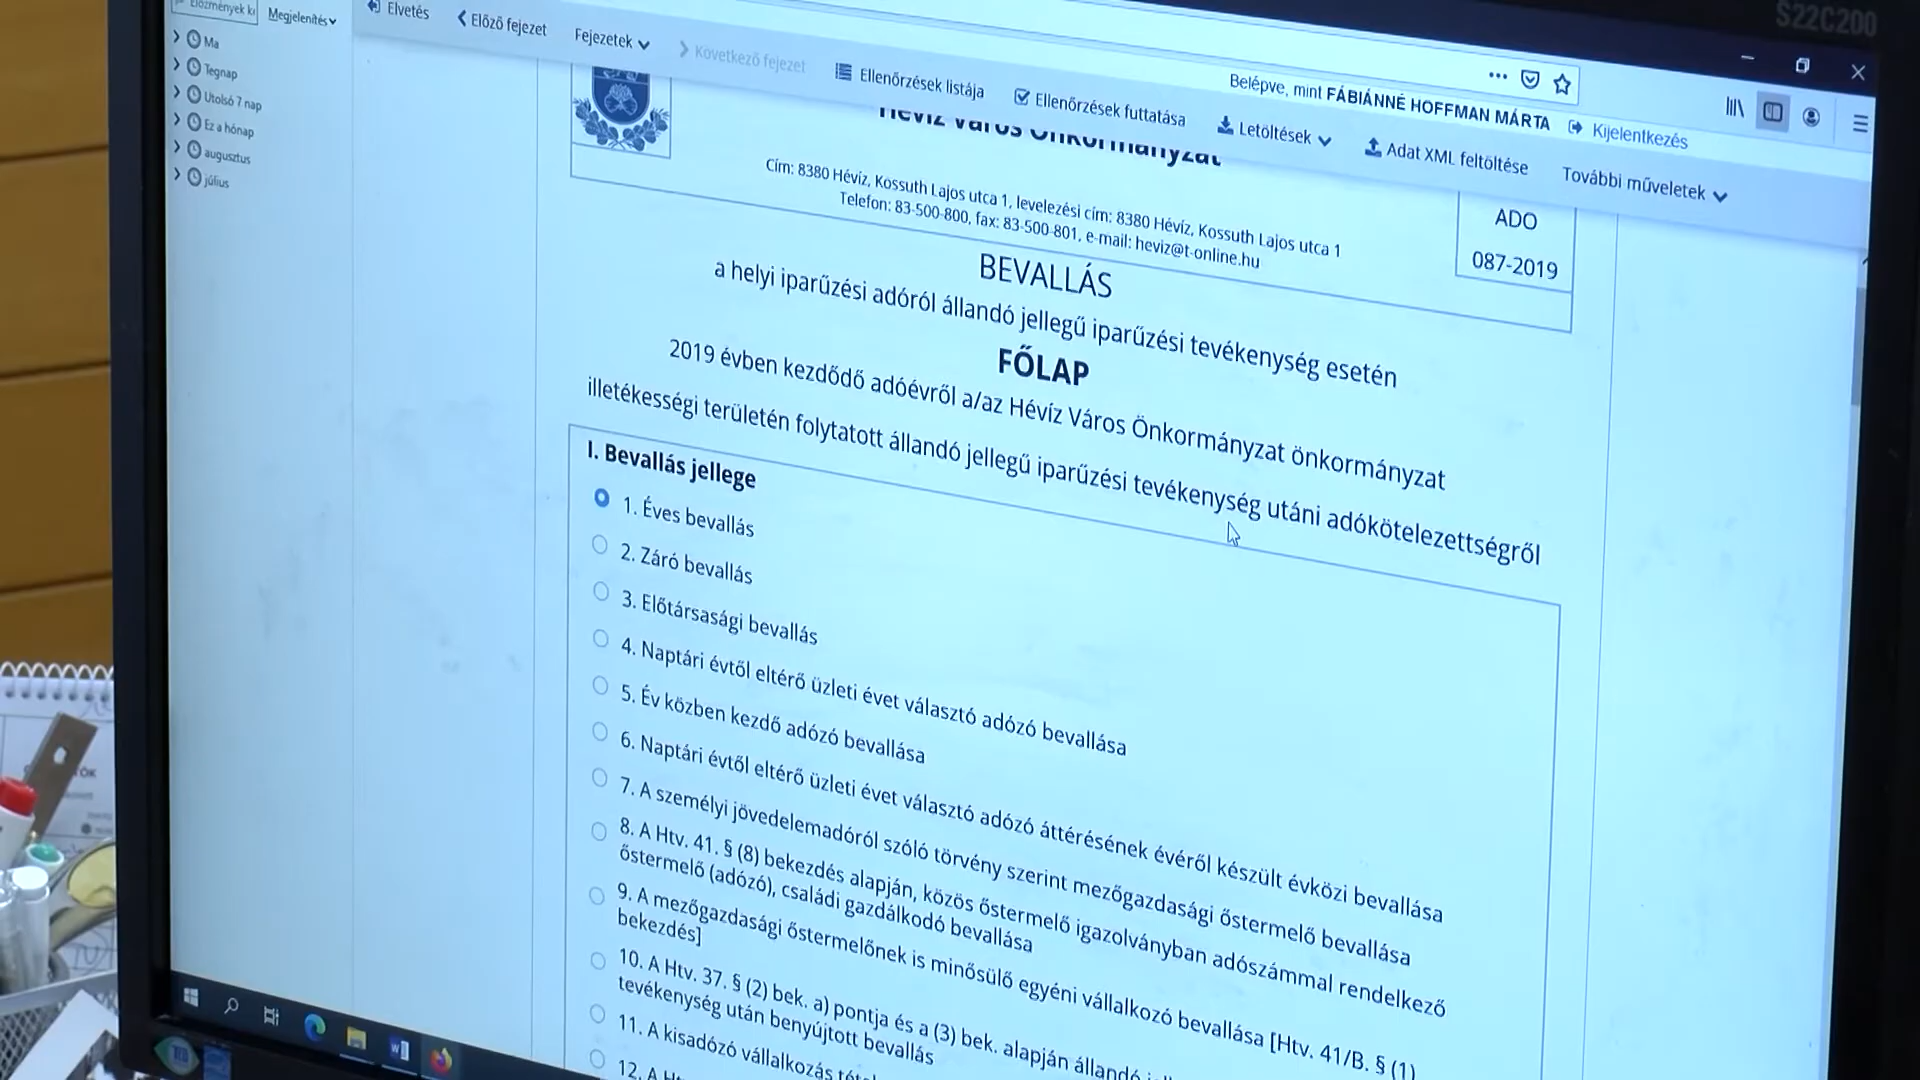 S22C200
Előzmények
Megjelenítés
Ma
Tegnap
Utolsó 7 nap
Ez a hónap
augusztus
július
Elvetés
Előző fejezet
Fejezetek
Következő fejezet
Ellenőrzések listája
Ellenőrzések futtatása
Letöltések
Adat XML feltöltése
További műveletek
Belépve, mint FÁBIÁNNÉ HOFFMAN MÁRTA
Kijelentkezés
Hévíz Város Önkormányzat
Cím: 8380 Hévíz, Kossuth Lajos utca 1, levelezési cím: 8380 Hévíz, Kossuth Lajos utca 1
Telefon: 83-500-800, fax: 83-500-801, e-mail: heviz@t-online.hu
ADO
087-2019
BEVALLÁS
a helyi iparűzési adóról állandó jellegű iparűzési tevékenység esetén
FŐLAP
2019 évben kezdődő adóévről a/az Hévíz Város Önkormányzat önkormányzat
illetékességi területén folytatott állandó jellegű iparűzési tevékenység utáni adókötelezettségről
I. Bevallás jellege
1. Éves bevallás
2. Záró bevallás
3. Előtársasági bevallás
4. Naptári évtől eltérő üzleti évet választó adózó bevallása
5. Év közben kezdő adózó bevallása
6. Naptári évtől eltérő üzleti évet választó adózó áttérésének évéről készült évközi bevallása
7. A személyi jövedelemadóról szóló törvény szerint mezőgazdasági őstermelő bevallása
8. A Htv. 41. § (8) bekezdés alapján, közös őstermelő igazolványban adószámmal rendelkező
őstermelő (adózó), családi gazdálkodó bevallása
9. A mezőgazdasági őstermelőnek is minősülő egyéni vállalkozó bevallása [Htv. 41/B. § (1)
bekezdés]
10. A Htv. 37. § (2) bek. a) pontja és a (3) bek. alapján állandó
tevékenység után benyújtott bevallás
11. A kisadózó vállalkozás
12. A